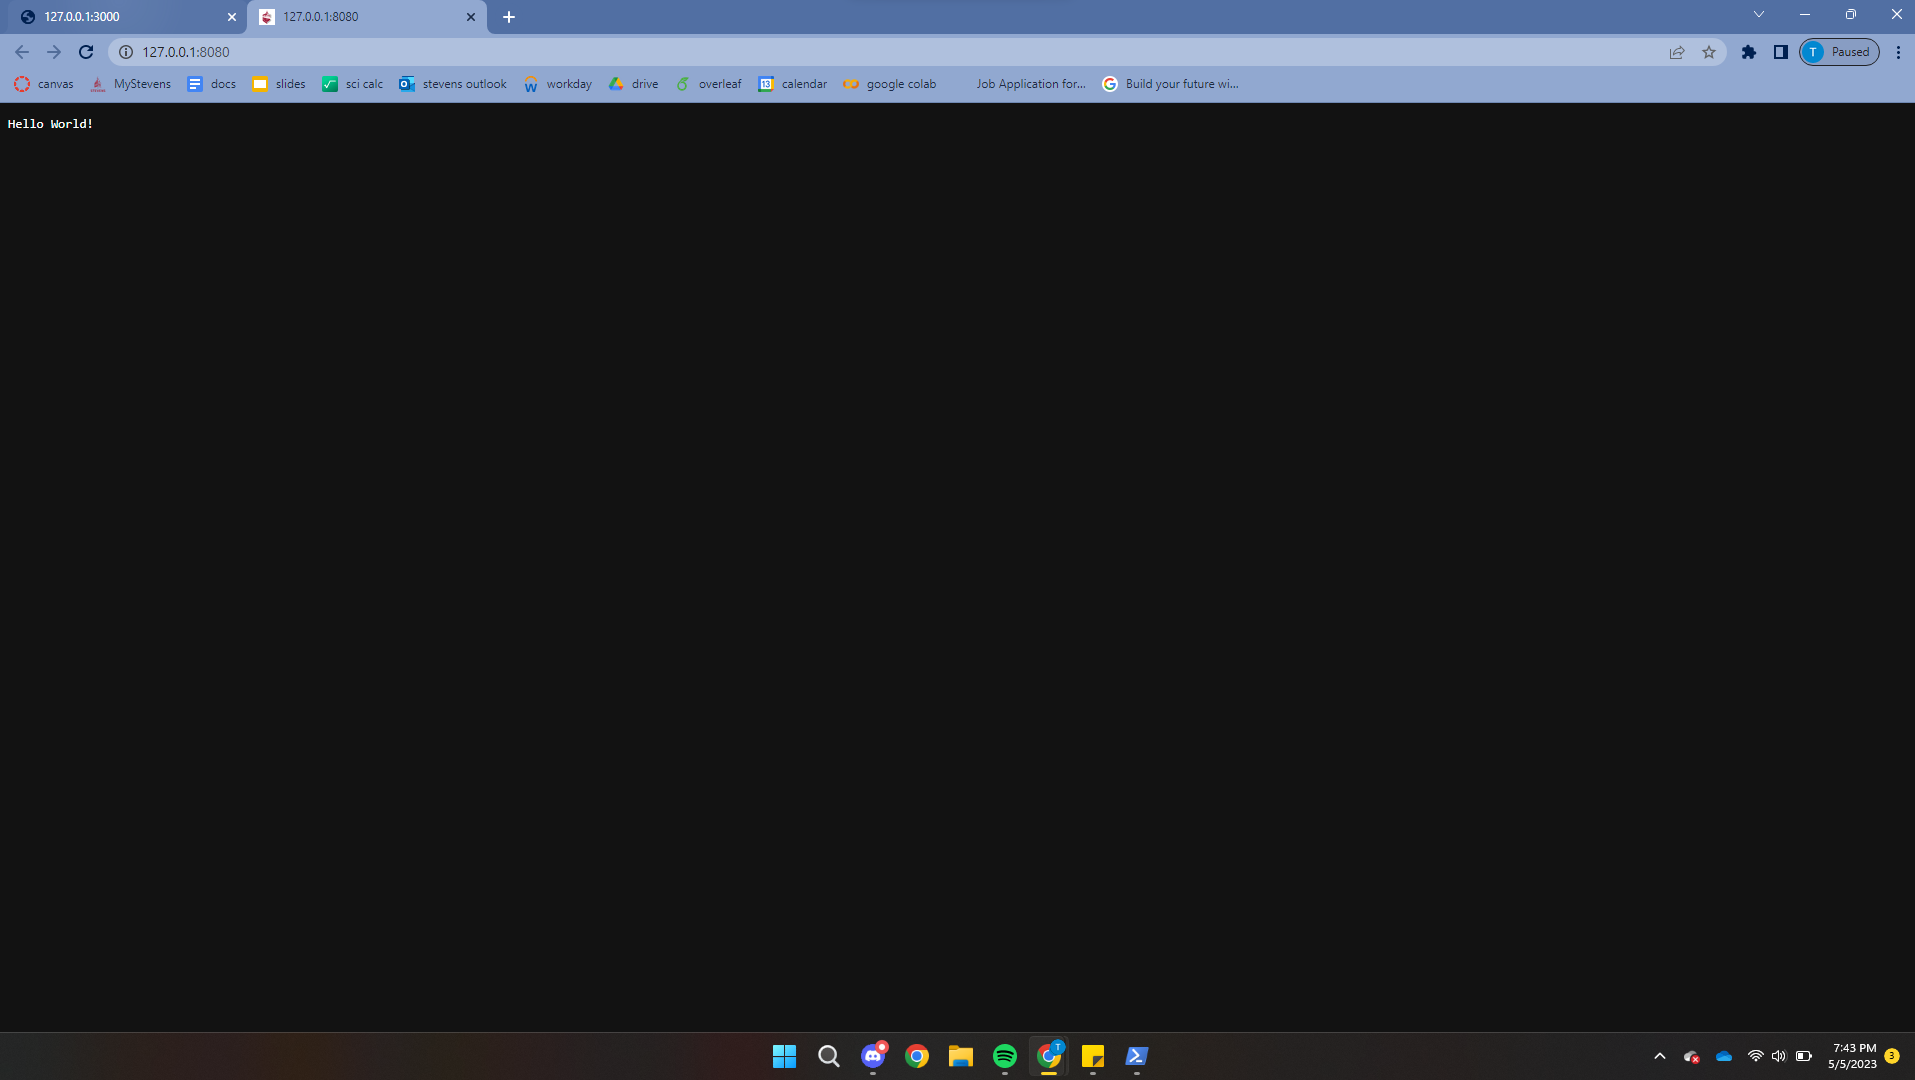 127.0.0.1:3000
127.0.0.1:8080
127.0.0.1:8080
T Paused
canvas MyStevens docs slides sci calc stevens outlook workday drive overleaf 13 calendar google colab Job Application for... Build your future wi...
Hello World!
T
7:43 PM
5/5/2023
3